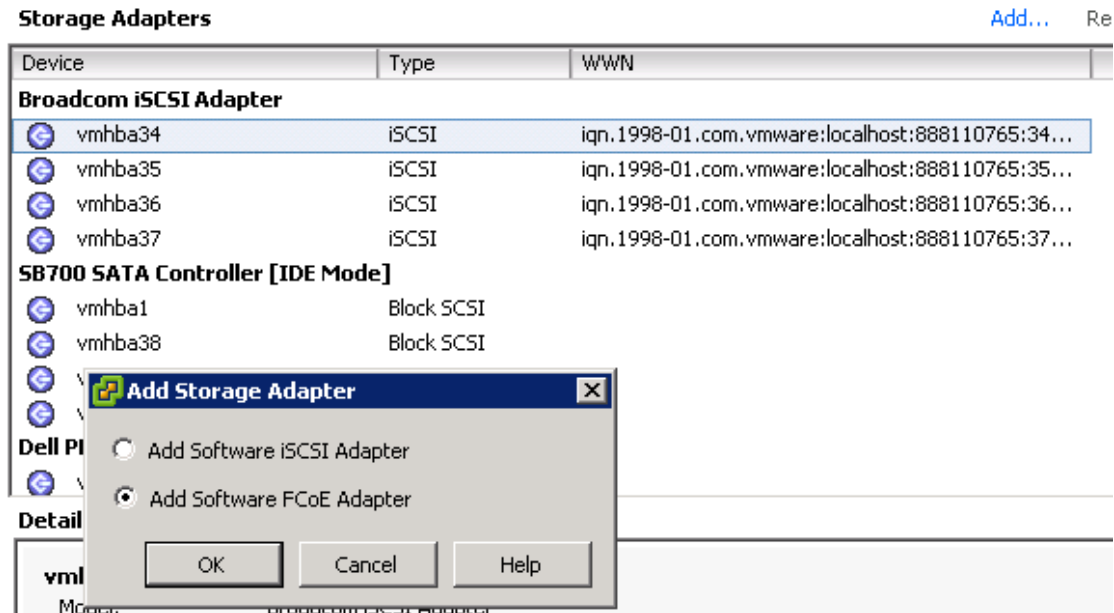 Storage Adapters Add... Re
Device Type WWN
Broadcom iSCSI Adapter
vmhba34 iSCSI iqn.1998-01.com.vmware:localhost:888110765:34...
vmhba35 iSCSI iqn.1998-01.com.vmware:localhost:888110765:35...
vmhba36 iSCSI iqn.1998-01.com.vmware:localhost:888110765:36...
vmhba37 iSCSI iqn.1998-01.com.vmware:localhost:888110765:37...
SB700 SATA Controller [IDE Mode]
vmhba1 Block SCSI
vmhba38 Block SCSI
Add Storage Adapter
Add Software iSCSI Adapter
Dell
Add Software FCoE Adapter
Detail
OK Cancel Help